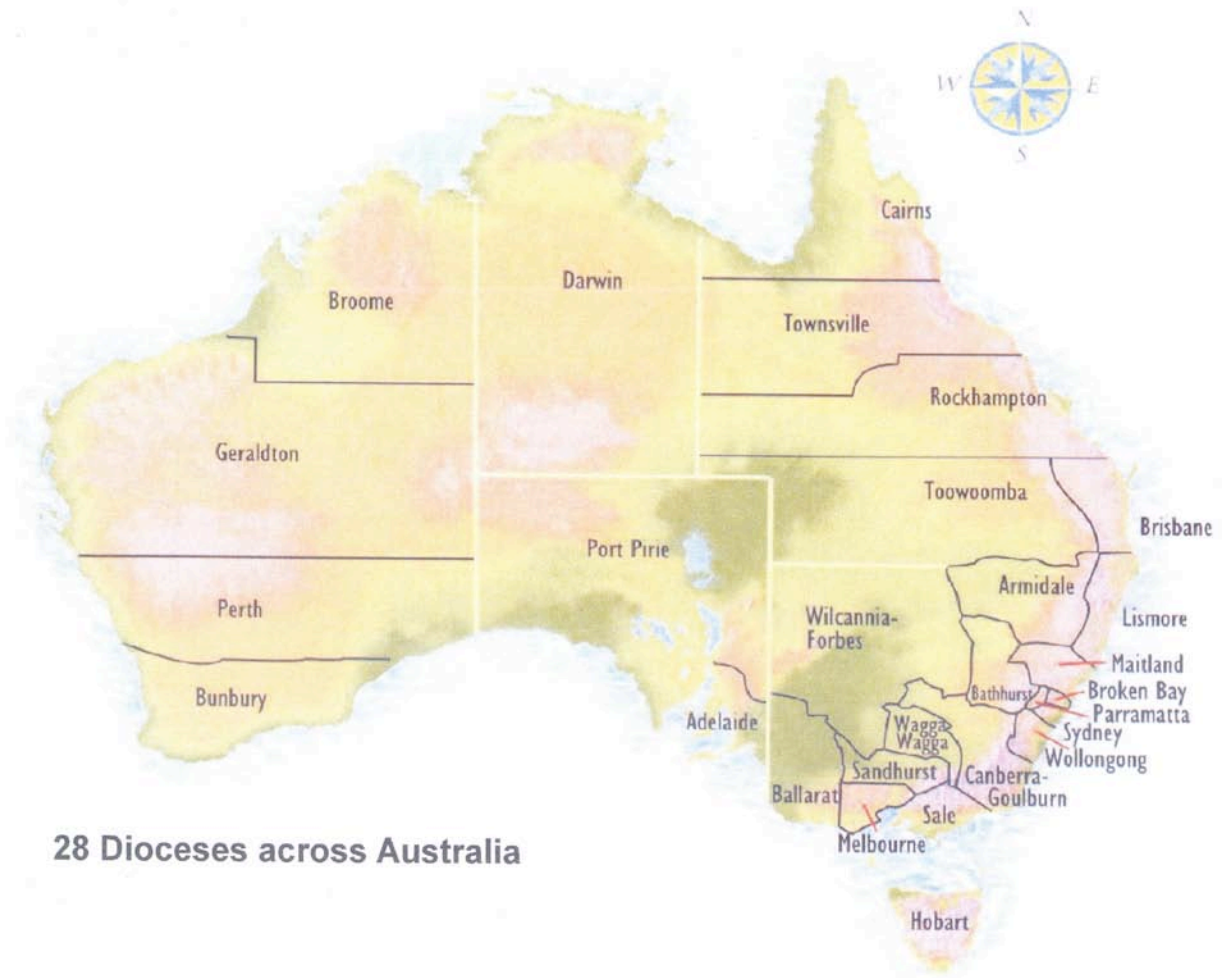 N
W
E
S
Cairns
Darwin
Broome
Townsville
Rockhampton
Geraldton
Toowoomba
Brisbane
Port Pirie
Armidale
Perth
Wilcannia-
Forbes
Lismore
Maitland
Bunbury
Bathhurst
Broken Bay
Parramatta
Adelaide
Wagga
Wagga
Sydney
Wollongong
Sandhurst
Canberra-
Goulburn
Ballarat
Sale
Melbourne
28 Dioceses across Australia
Hobart